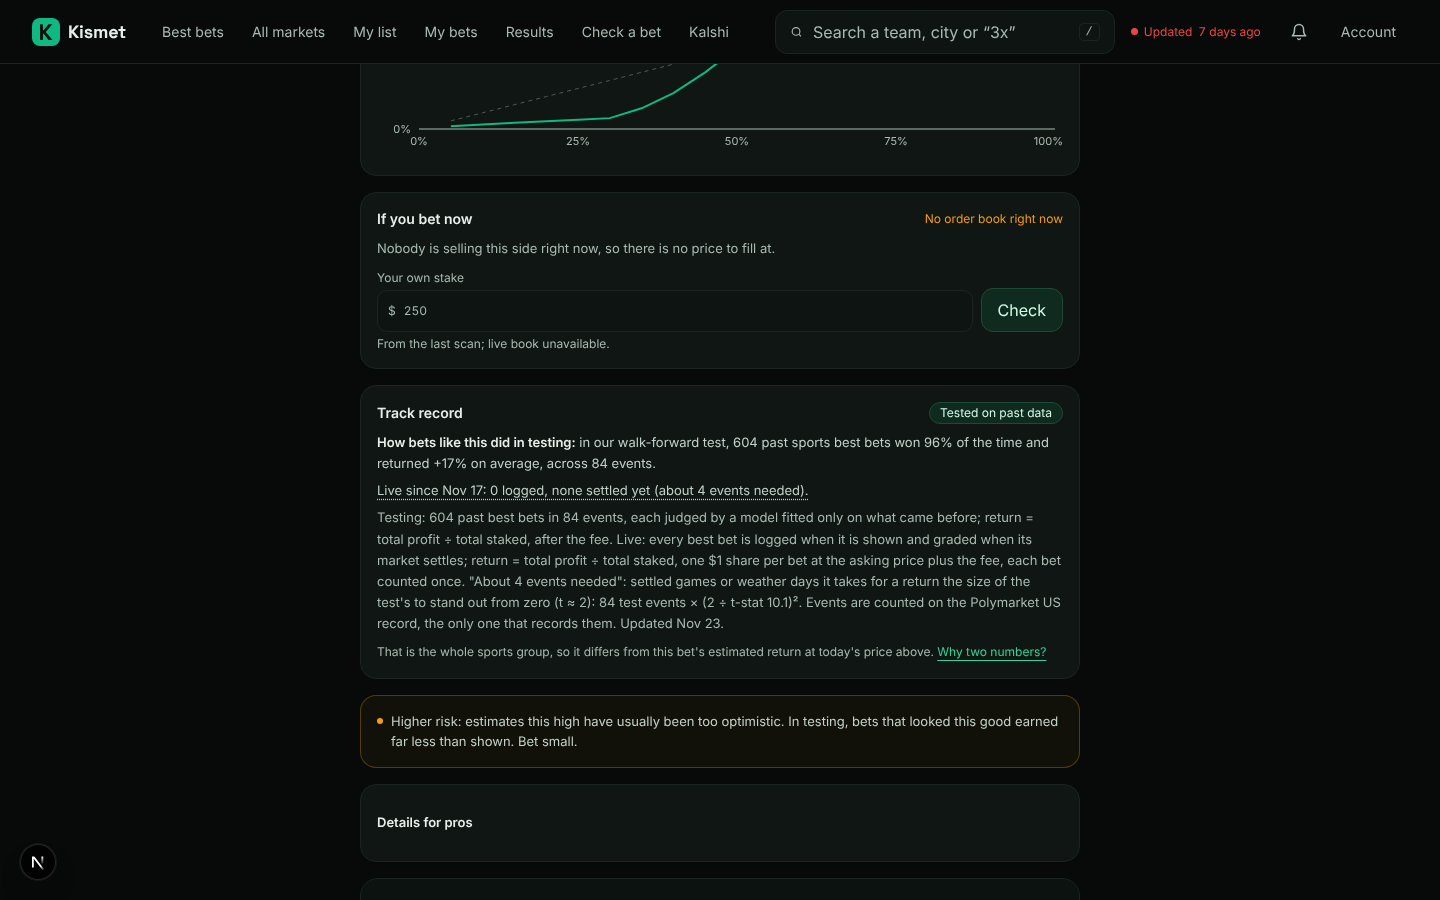 K Kismet Best bets All markets My list My bets Results Check a bet Kalshi Search a team, city or “3x” / Updated 7 days ago Account
0%
0% 25% 50% 75% 100%
If you bet now No order book right now
Nobody is selling this side right now, so there is no price to fill at.
Your own stake
$ 250 Check
From the last scan; live book unavailable.
Track record Tested on past data
How bets like this did in testing: in our walk-forward test, 604 past sports best bets won 96% of the time and
returned +17% on average, across 84 events.
Live since Nov 17: 0 logged, none settled yet (about 4 events needed).
Testing: 604 past best bets in 84 events, each judged by a model fitted only on what came before; return =
total profit ÷ total staked, after the fee. Live: every best bet is logged when it is shown and graded when its
market settles; return = total profit ÷ total staked, one $1 share per bet at the asking price plus the fee, each bet
counted once. "About 4 events needed": settled games or weather days it takes for a return the size of the
test's to stand out from zero (t ≈ 2): 84 test events × (2 ÷ t-stat 10.1)². Events are counted on the Polymarket US
record, the only one that records them. Updated Nov 23.
That is the whole sports group, so it differs from this bet's estimated return at today's price above. Why two numbers?
Higher risk: estimates this high have usually been too optimistic. In testing, bets that looked this good earned
far less than shown. Bet small.
Details for pros
N